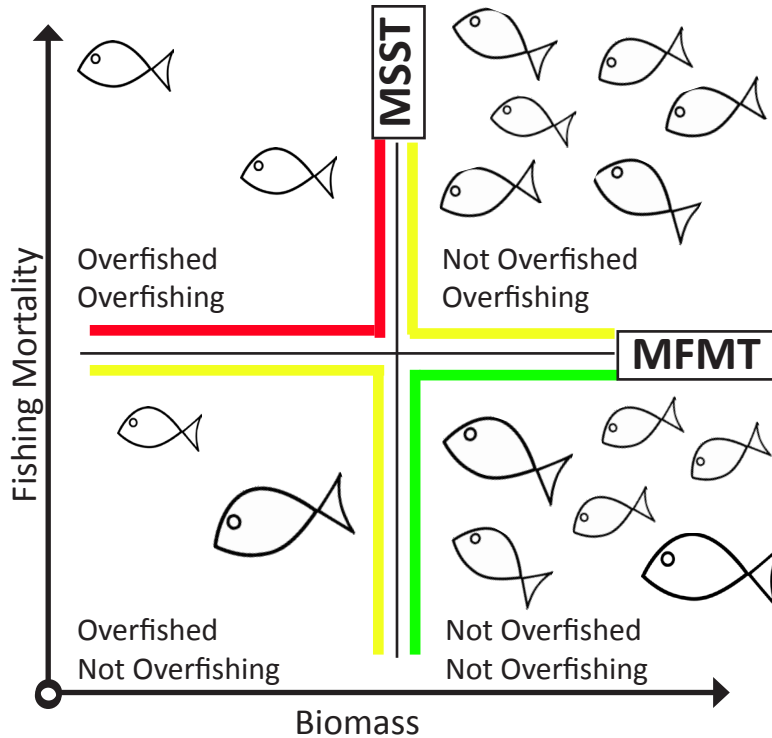 MSST
Overfished
Overfishing
Not Overfished
Overfishing
MFMT
Fishing Mortality
Overfished
Not Overfishing
Not Overfished
Not Overfishing
Biomass